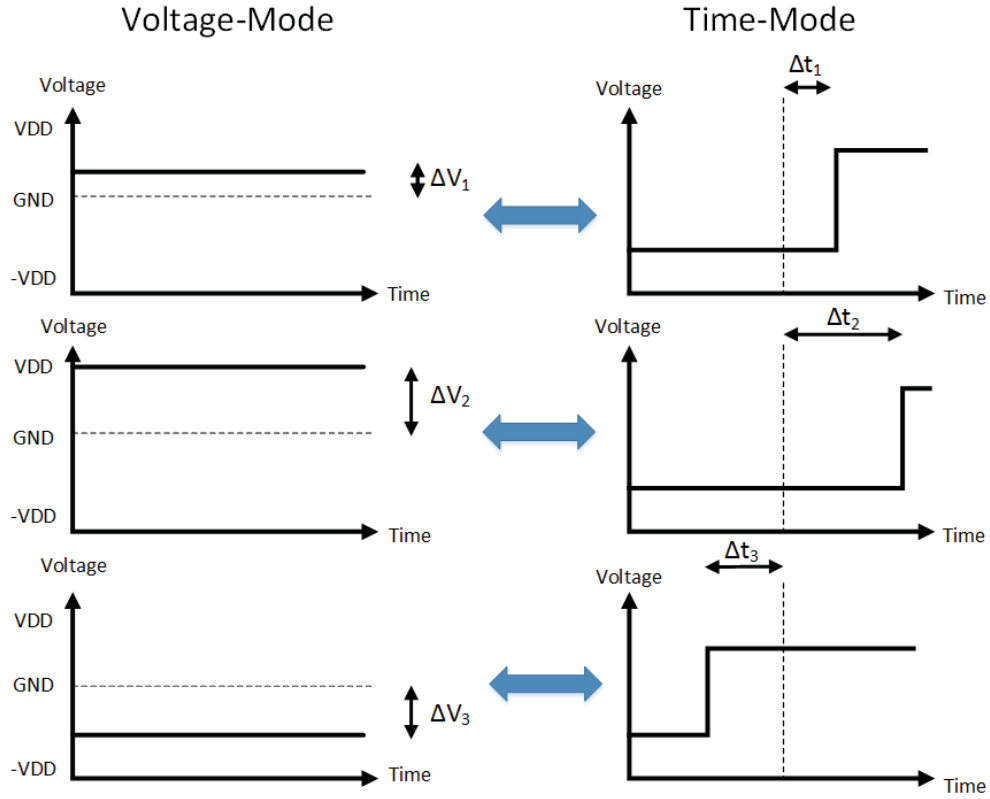 Voltage-Mode
Time-Mode
Voltage
VDD
GND
-VDD
Time
ΔV₁
Voltage
Δt₁
Time
Voltage
VDD
GND
-VDD
Time
ΔV₂
Voltage
Δt₂
Time
Voltage
VDD
GND
-VDD
Time
ΔV₃
Voltage
Δt₃
Time